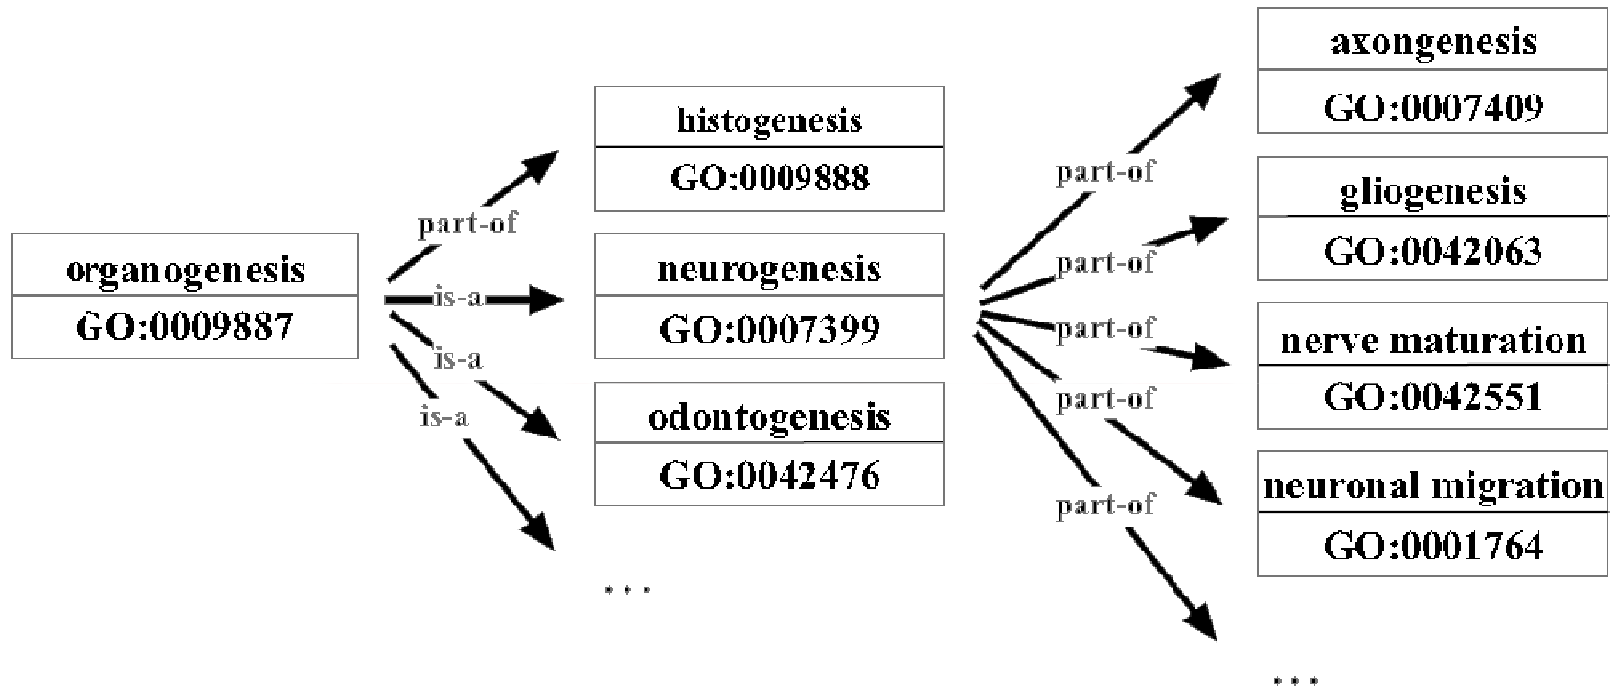 organogenesis
GO:0009887
part-of
is-a
is-a
is-a
histogenesis
GO:0009888
neurogenesis
GO:0007399
odontogenesis
GO:0042476
...
part-of
part-of
part-of
part-of
part-of
axongenesis
GO:0007409
gliogenesis
GO:0042063
nerve maturation
GO:0042551
neuronal migration
GO:0001764
...